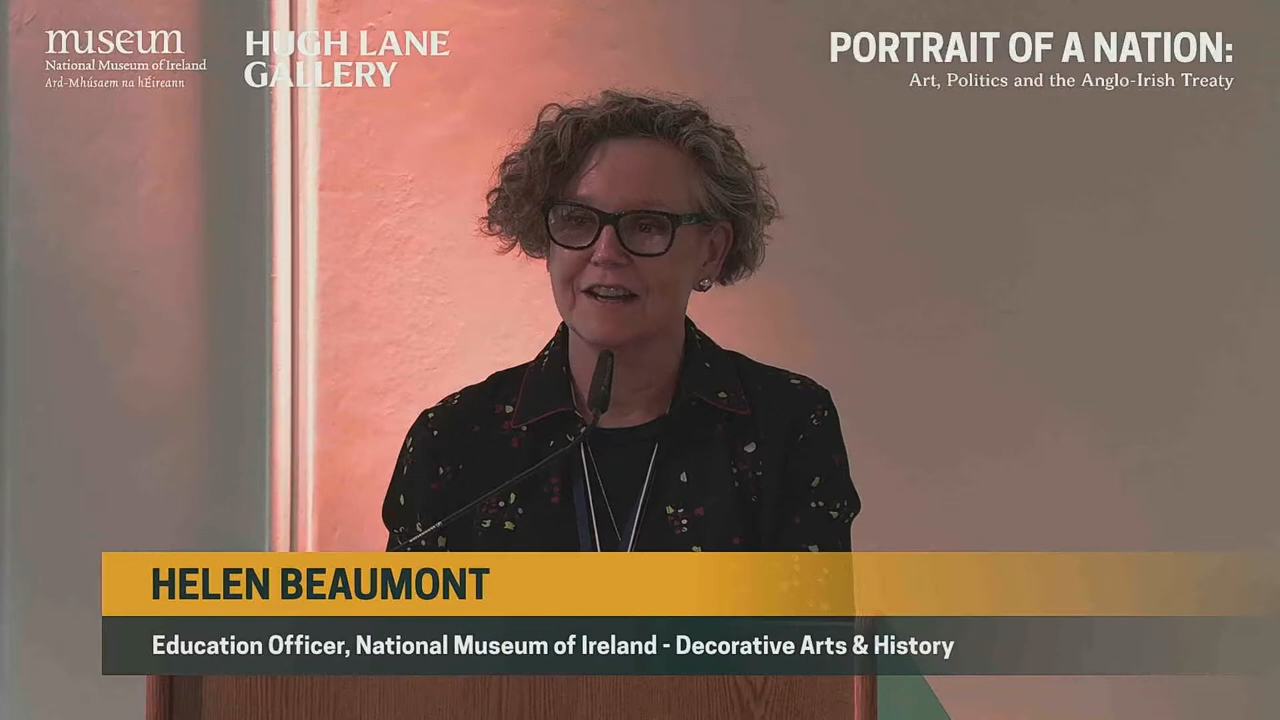 museum
National Museum of Ireland
Ard-Mhúsaem na hÉireann
HUGH LANE
GALLERY
PORTRAIT OF A NATION:
Art, Politics and the Anglo-Irish Treaty
HELEN BEAUMONT
Education Officer, National Museum of Ireland - Decorative Arts & History